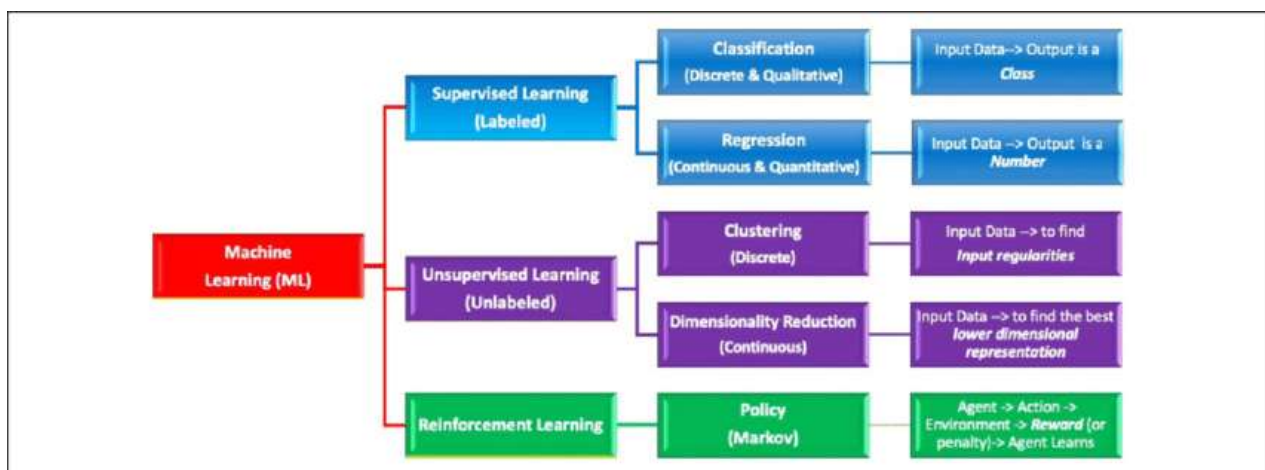 Machine
Learning (ML)
Supervised Learning
(Labeled)
Classification
(Discrete & Qualitative)
Input Data--> Output is a
Class
Regression
(Continuous & Quantitative)
Input Data --> Output is a
Number
Unsupervised Learning
(Unlabeled)
Clustering
(Discrete)
Input Data --> to find
Input regularities
Dimensionality Reduction
(Continuous)
Input Data --> to find the best
lower dimensional
representation
Reinforcement Learning
Policy
(Markov)
Agent -> Action ->
Environment -> Reward (or
penalty)-> Agent Learns